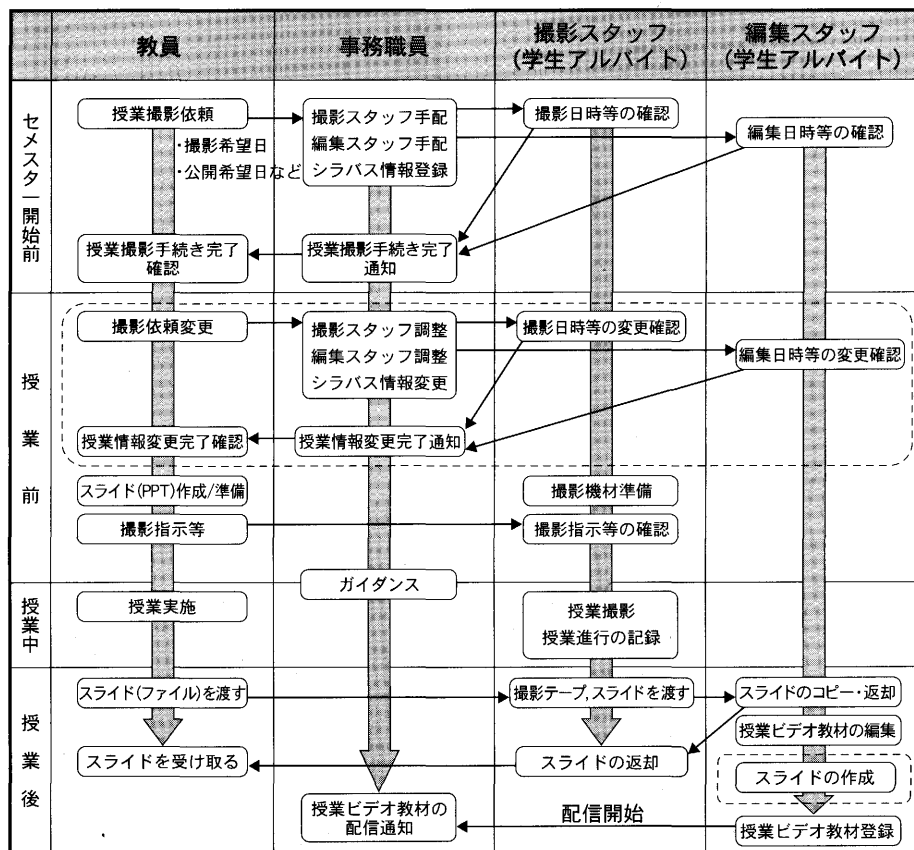 教員
事務職員
撮影スタッフ
(学生アルバイト)
編集スタッフ
(学生アルバイト)
セメスター開始前
授業撮影依頼
・撮影希望日
・公開希望日など
撮影スタッフ手配
編集スタッフ手配
シラバス情報登録
撮影日時等の確認
編集日時等の確認
授業撮影手続き完了
確認
授業撮影手続き完了
通知
授業前
撮影依頼変更
撮影スタッフ調整
編集スタッフ調整
シラバス情報変更
撮影日時等の変更確認
編集日時等の変更確認
授業情報変更完了確認
授業情報変更完了通知
スライド(PPT)作成/準備
撮影機材準備
撮影指示等
撮影指示等の確認
ガイダンス
授業中
授業実施
授業撮影
授業進行の記録
授業後
スライド(ファイル)を渡す
撮影テープ,スライドを渡す
スライドのコピー・返却
授業ビデオ教材の編集
スライドを受け取る
スライドの返却
スライドの作成
授業ビデオ教材の
配信通知
配信開始
授業ビデオ教材登録